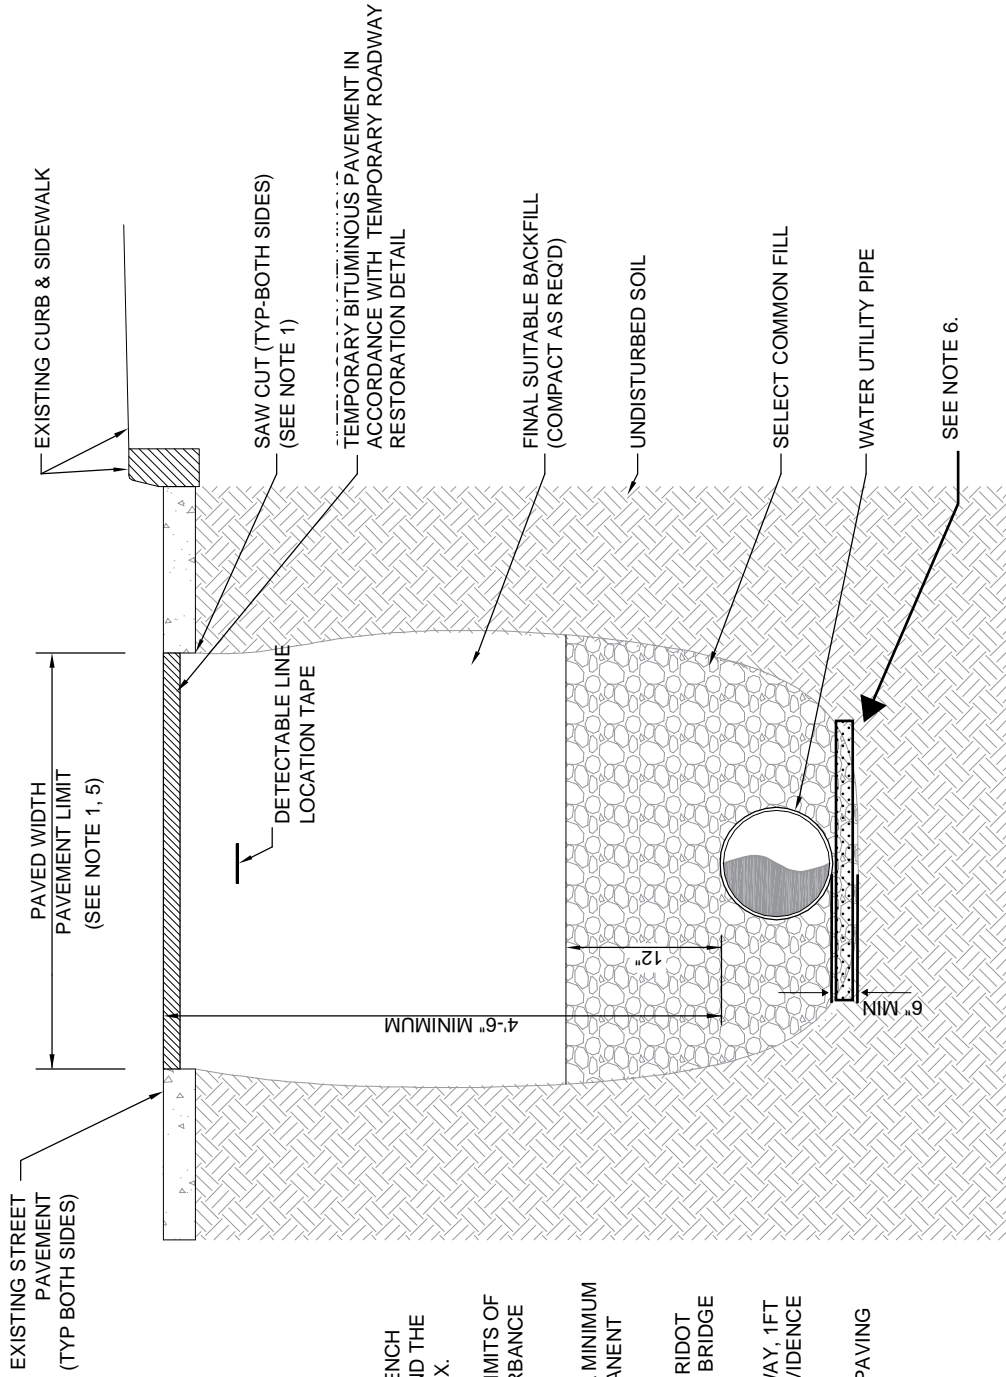 EXISTING STREET
PAVEMENT
(TYP BOTH SIDES)
PAVED WIDTH
PAVEMENT LIMIT
(SEE NOTE 1, 5)
EXISTING CURB & SIDEWALK
SAW CUT (TYP-BOTH SIDES)
(SEE NOTE 1)
TEMPORARY BITUMINOUS PAVEMENT IN
ACCORDANCE WITH TEMPORARY ROADWAY
RESTORATION DETAIL
DETECTABLE LINE
LOCATION TAPE
FINAL SUITABLE BACKFILL
(COMPACT AS REQ'D)
UNDISTURBED SOIL
SELECT COMMON FILL
WATER UTILITY PIPE
SEE NOTE 6.
4'-6" MINIMUM
12"
6" MIN
ENCH
ND THE
X.
IMITS OF
RBANCE
MINIMUM
ANENT
RIDOT
BRIDGE
WAY, 1FT
VIDENCE
PAVING